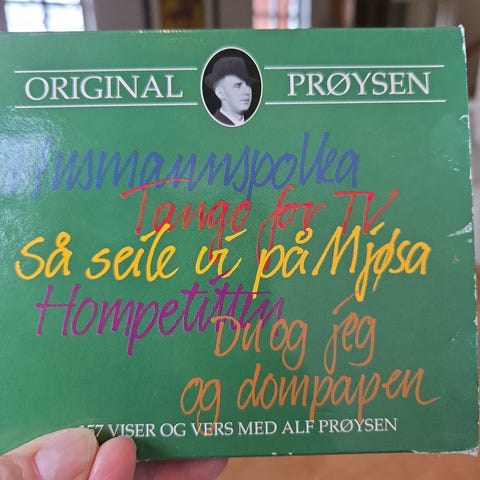 ORIGINAL PRØYSEN
Husmannspolka
Tango for TV
Så seile vi på Mjøsa
Hompetitten
Du og jeg
og dompapen
157 VISER OG VERS MED ALF PRØYSEN